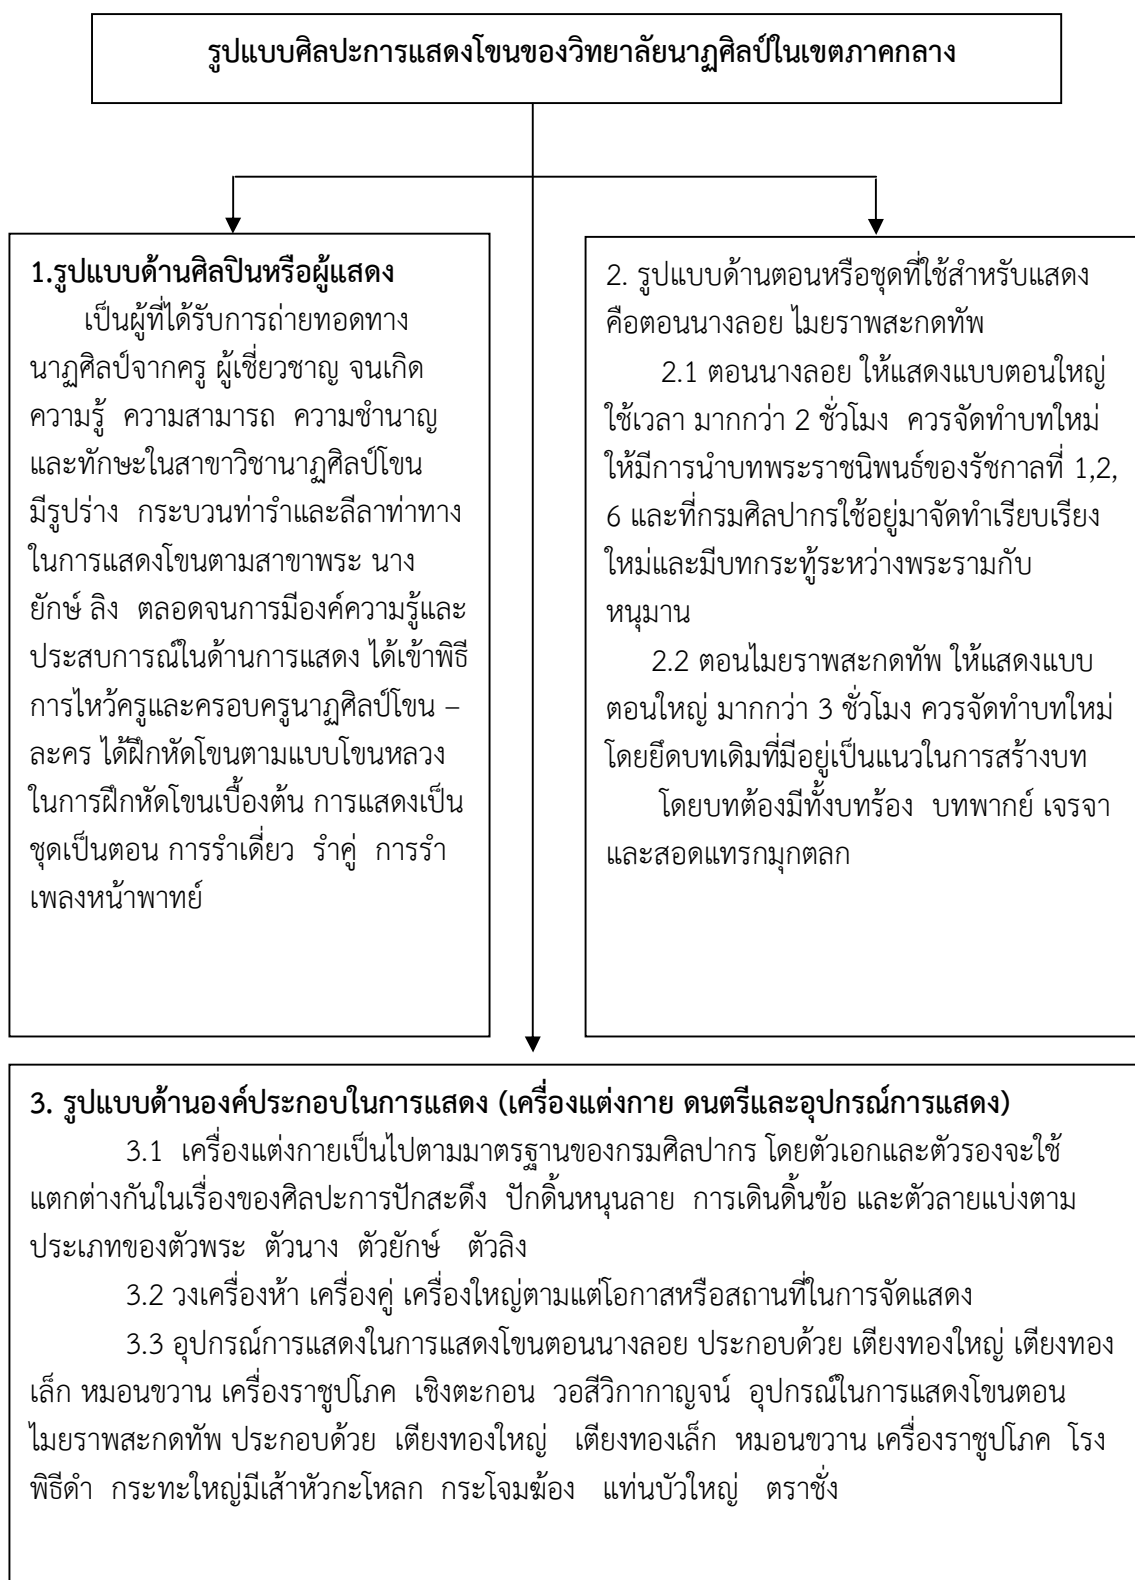 รูปแบบศิลปะการแสดงโขนของวิทยาลัยนาฏศิลป์ในเขตภาคกลาง
1.รูปแบบด้านศิลปินหรือผู้แสดง
เป็นผู้ที่ได้รับการถ่ายทอดทาง
นาฏศิลป์จากครู ผู้เชี่ยวชาญ จนเกิด
ความรู้ ความสามารถ ความชำนาญ
และทักษะในสาขาวิชานาฏศิลป์โขน
มีรูปร่าง กระบวนท่ารำและลีลาท่าทาง
ในการแสดงโขนตามสาขาพระ นาง
ยักษ์ ลิง ตลอดจนการมีองค์ความรู้และ
ประสบการณ์ในด้านการแสดง ได้เข้าพิธี
การไหว้ครูและครอบครูนาฏศิลป์โขน –
ละคร ได้ฝึกหัดโขนตามแบบโขนหลวง
ในการฝึกหัดโขนเบื้องต้น การแสดงเป็น
ชุดเป็นตอน การรำเดี่ยว รำคู่ การรำ
เพลงหน้าพาทย์
2. รูปแบบด้านตอนหรือชุดที่ใช้สำหรับแสดง
คือตอนนางลอย ไมยราพสะกดทัพ
2.1 ตอนนางลอย ให้แสดงแบบตอนใหญ่
ใช้เวลา มากกว่า 2 ชั่วโมง ควรจัดทำบทใหม่
ให้มีการนำบทพระราชนิพนธ์ของรัชกาลที่ 1,2,
6 และที่กรมศิลปากรใช้อยู่มาจัดทำเรียบเรียง
ใหม่และมีบทกระทู้ระหว่างพระรามกับ
หนุมาน
2.2 ตอนไมยราพสะกดทัพ ให้แสดงแบบ
ตอนใหญ่ มากกว่า 3 ชั่วโมง ควรจัดทำบทใหม่
โดยยึดบทเดิมที่มีอยู่เป็นแนวในการสร้างบท
โดยบทต้องมีทั้งบทร้อง บทพากย์ เจรจา
และสอดแทรกมุกตลก
3. รูปแบบด้านองค์ประกอบในการแสดง (เครื่องแต่งกาย ดนตรีและอุปกรณ์การแสดง)
3.1 เครื่องแต่งกายเป็นไปตามมาตรฐานของกรมศิลปากร โดยตัวเอกและตัวรองจะใช้
แตกต่างกันในเรื่องของศิลปะการปักสะดึง ปักดิ้นหนุนลาย การเดินดิ้นข้อ และตัวลายแบ่งตาม
ประเภทของตัวพระ ตัวนาง ตัวยักษ์ ตัวลิง
3.2 วงเครื่องห้า เครื่องคู่ เครื่องใหญ่ตามแต่โอกาสหรือสถานที่ในการจัดแสดง
3.3 อุปกรณ์การแสดงในการแสดงโขนตอนนางลอย ประกอบด้วย เตียงทองใหญ่ เตียงทอง
เล็ก หมอนขวาน เครื่องราชูปโภค เชิงตะกอน วอสีวิกากาญจน์ อุปกรณ์ในการแสดงโขนตอน
ไมยราพสะกดทัพ ประกอบด้วย เตียงทองใหญ่ เตียงทองเล็ก หมอนขวาน เครื่องราชูปโภค โรง
พิธีดำ กระทะใหญ่มีเส้าหัวกะโหลก กระโจมฆ้อง แท่นบัวใหญ่ ตราชั่ง